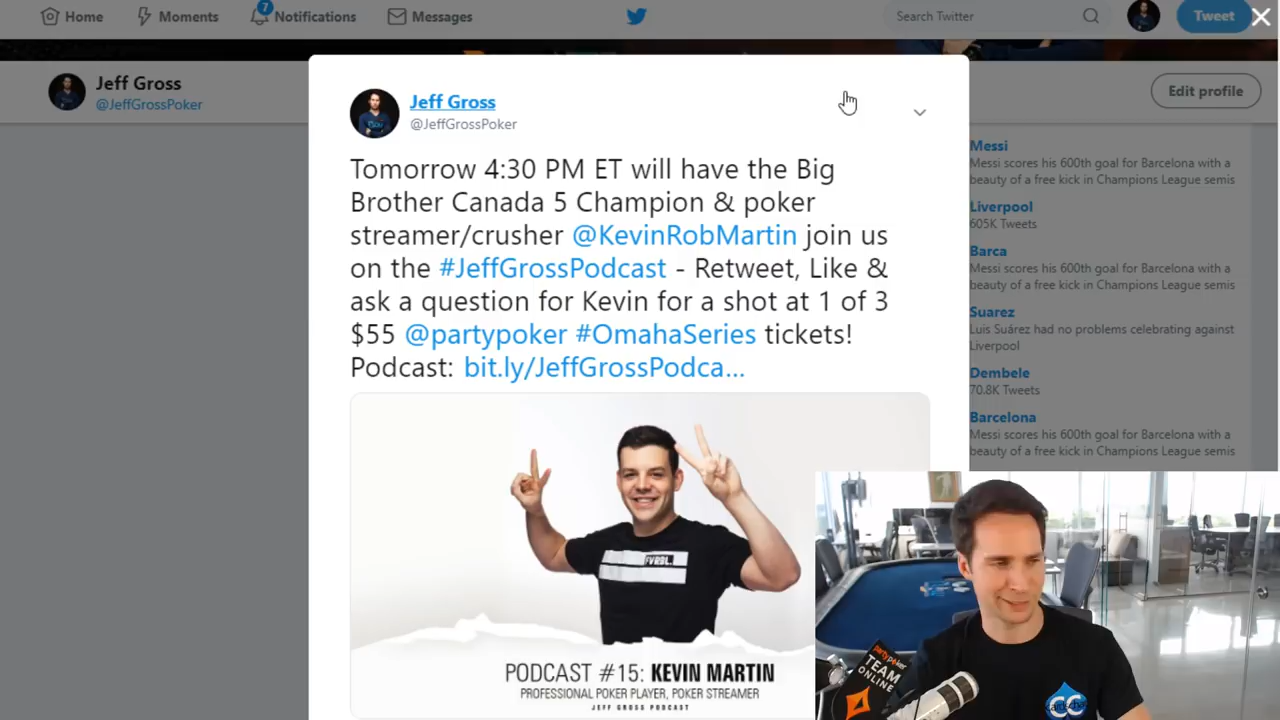 Home
Moments
7
Notifications
Messages
Search Twitter
Tweet
Jeff Gross
@JeffGrossPoker
Edit profile
Jeff Gross
@JeffGrossPoker
Tomorrow 4:30 PM ET will have the Big
Brother Canada 5 Champion & poker
streamer/crusher @KevinRobMartin join us
on the #JeffGrossPodcast - Retweet, Like &
ask a question for Kevin for a shot at 1 of 3
$55 @partypoker #OmahaSeries tickets!
Podcast: bit.ly/JeffGrossPodca...
Messi
Messi scores his 600th goal for Barcelona with a
beauty of a free kick in Champions League semis
Liverpool
605K Tweets
Barca
Messi scores his 600th goal for Barcelona with a
beauty of a free kick in Champions League semis
Suarez
Luis Suárez had no problems celebrating against
Liverpool
Dembele
70.8K Tweets
Barcelona
Messi scores his 600th goal for Barcelona with a
beauty of a free kick in Champions League semis
FVRBL.
PODCAST #15: KEVIN MARTIN
PROFESSIONAL POKER PLAYER, POKER STREAMER
JEFF GROSS PODCAST
partypoker
TEAM
ONLINE
CC